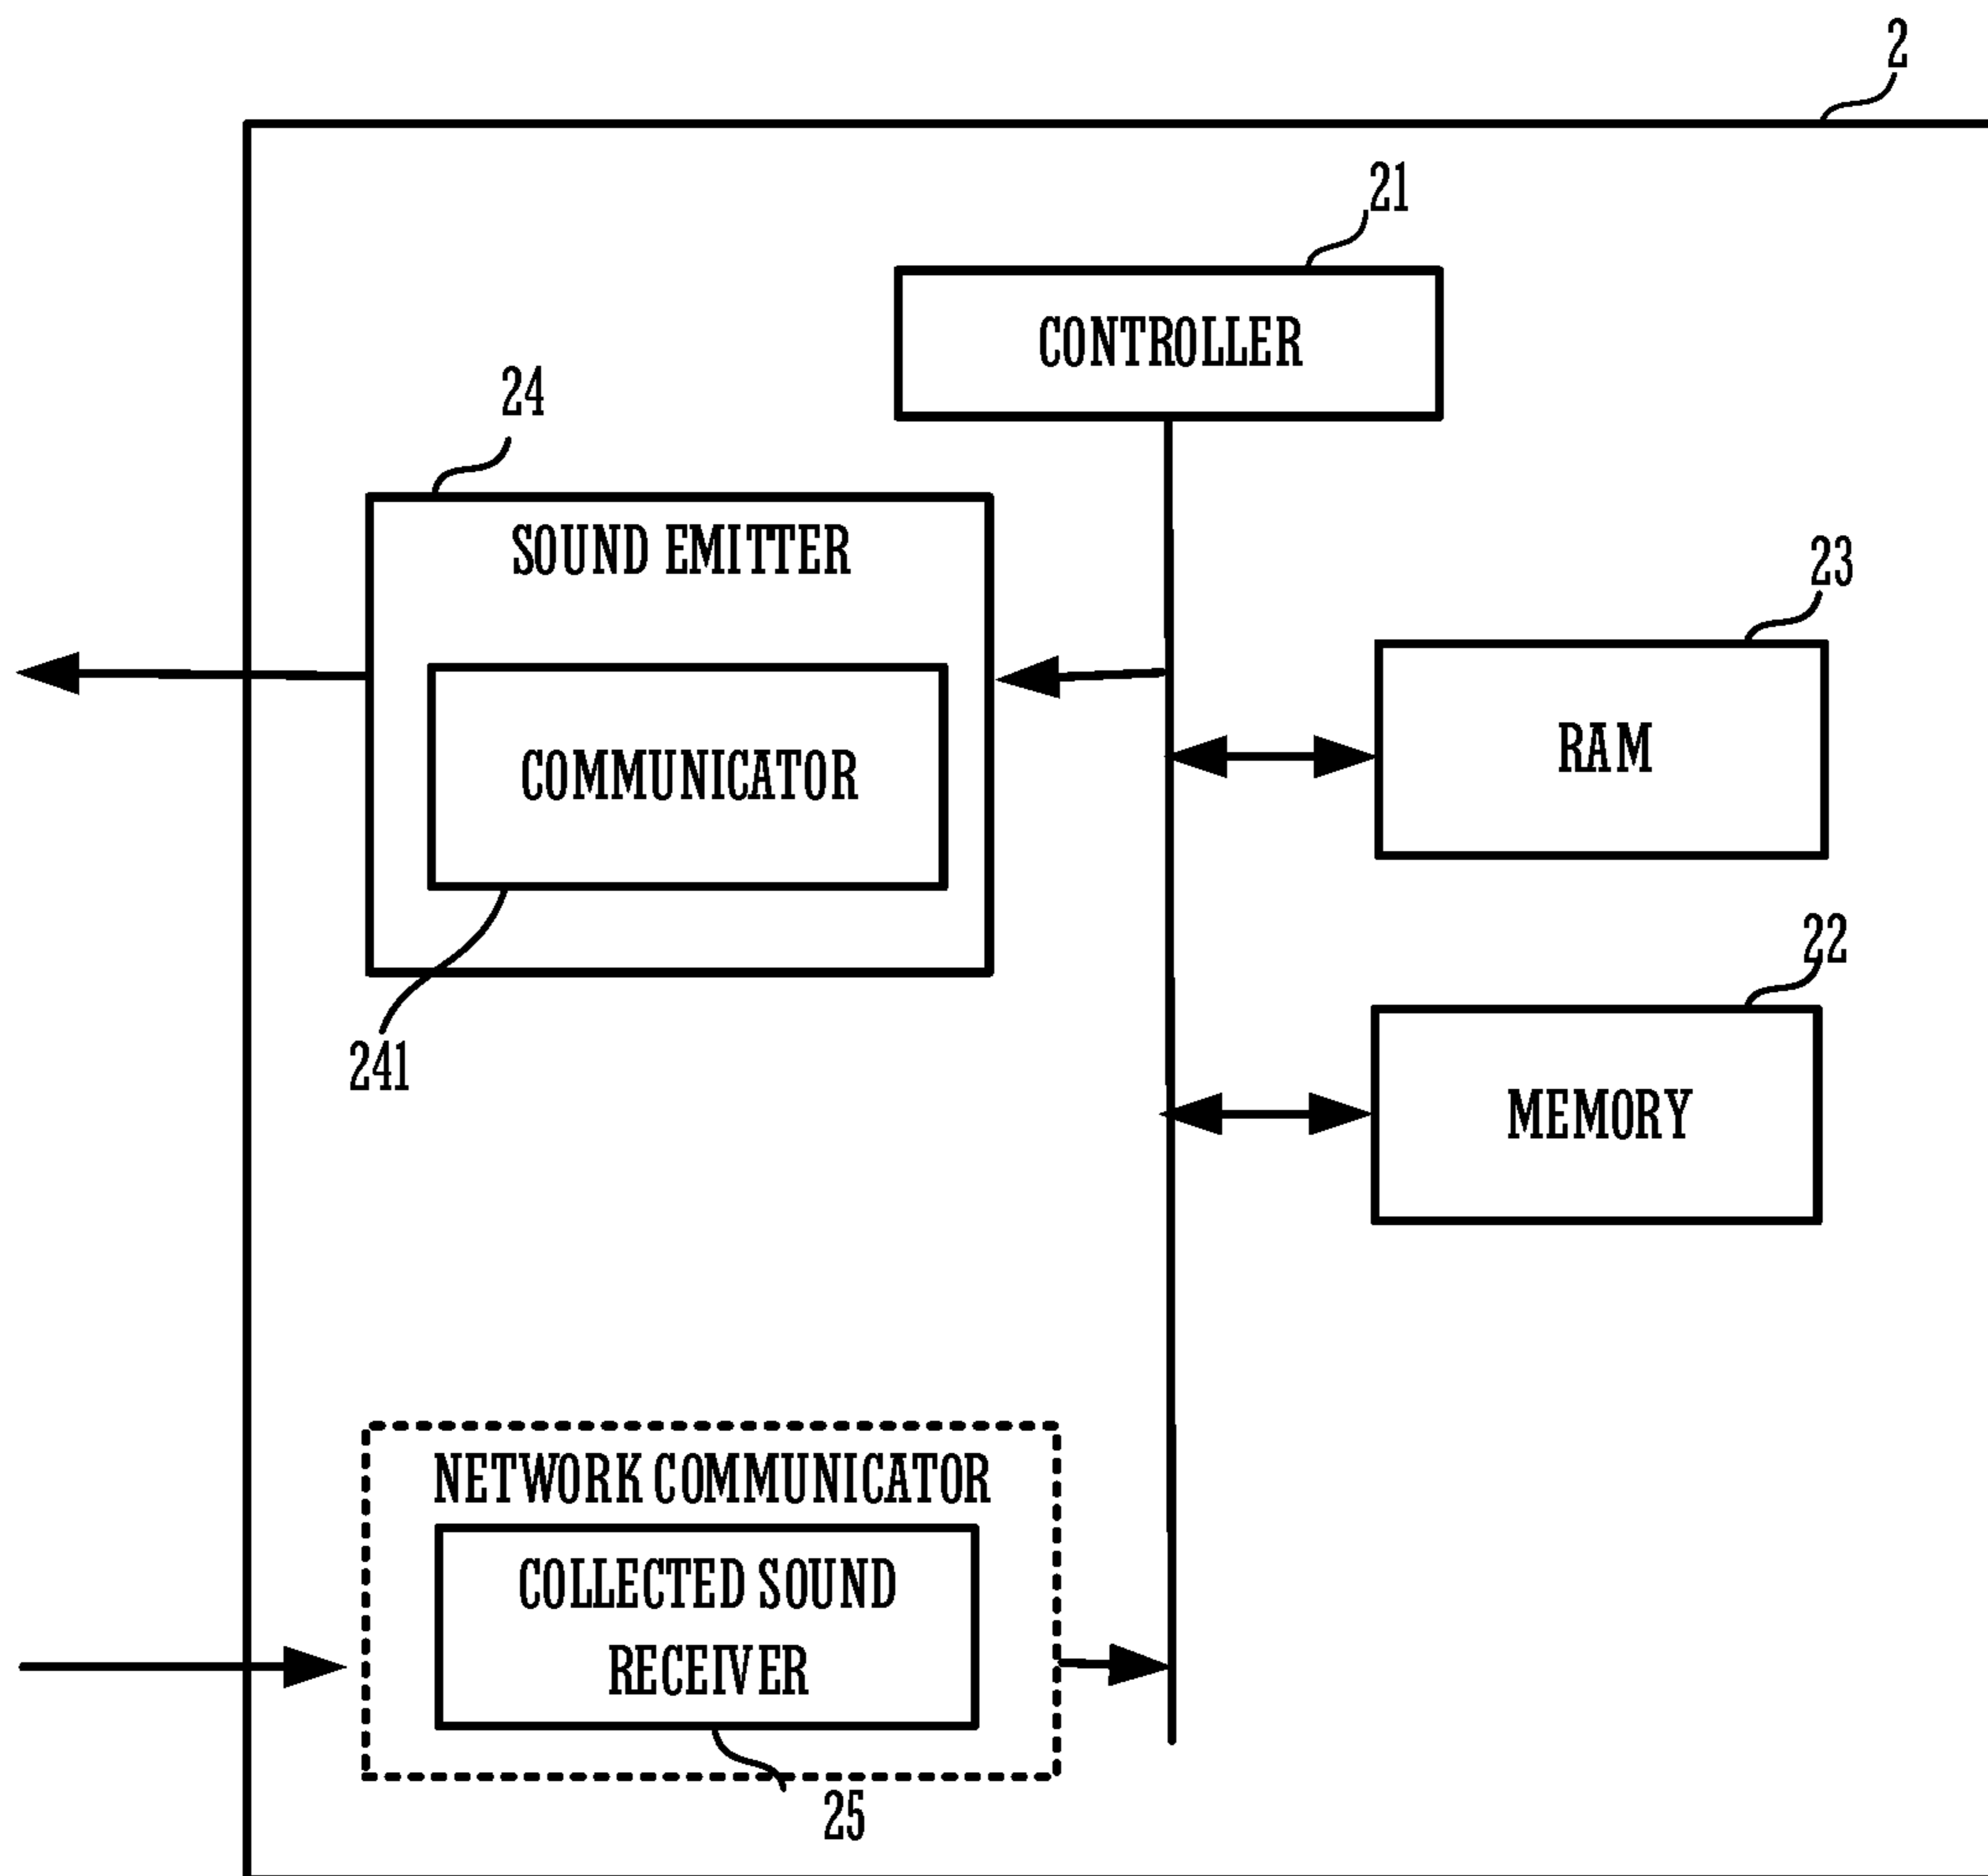 2
21
CONTROLLER
24
SOUND EMITTER
23
COMMUNICATOR
RAM
22
241
MEMORY
NETWORK COMMUNICATOR
COLLECTED SOUND
RECEIVER
25